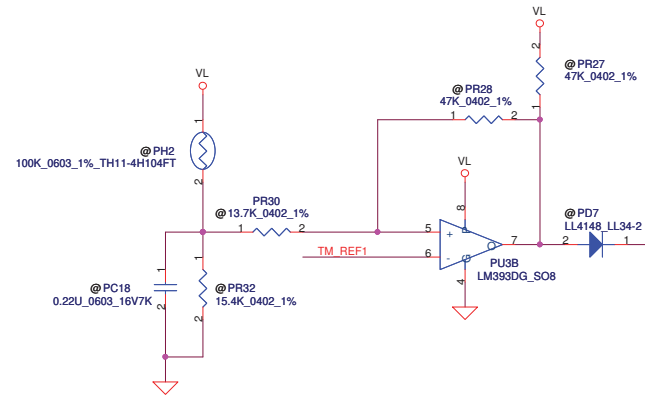 VL
2
@PR27
47K_0402_1%
1
VL
@PR28
47K_0402_1%
1
2
1
@PH2
100K_0603_1%_TH11-4H104FT
2
VL
8
PR30
@13.7K_0402_1%
1
2
5
+
P
O
7
@PD7
LL4148_LL34-2
2
1
TM_REF1
6
-
G
4
PU3B
LM393DG_SO8
1
@PC18
0.22U_0603_16V7K
2
1
@PR32
15.4K_0402_1%
2